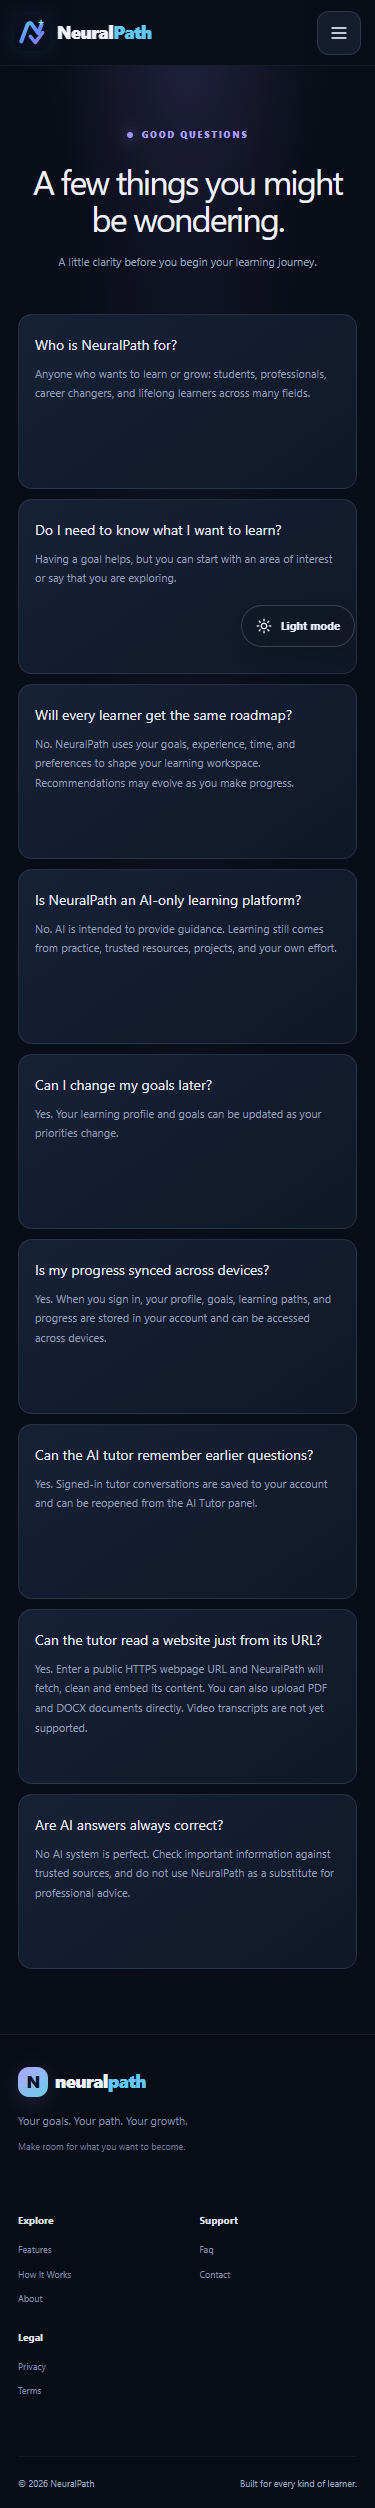 NeuralPath
GOOD QUESTIONS
A few things you might
be wondering.
A little clarity before you begin your learning journey.
Who is NeuralPath for?
Anyone who wants to learn or grow: students, professionals,
career changers, and lifelong learners across many fields.
Do I need to know what I want to learn?
Having a goal helps, but you can start with an area of interest
or say that you are exploring.
Light mode
Will every learner get the same roadmap?
No. NeuralPath uses your goals, experience, time, and
preferences to shape your learning workspace.
Recommendations may evolve as you make progress.
Is NeuralPath an AI-only learning platform?
No. AI is intended to provide guidance. Learning still comes
from practice, trusted resources, projects, and your own effort.
Can I change my goals later?
Yes. Your learning profile and goals can be updated as your
priorities change.
Is my progress synced across devices?
Yes. When you sign in, your profile, goals, learning paths, and
progress are stored in your account and can be accessed
across devices.
Can the AI tutor remember earlier questions?
Yes. Signed-in tutor conversations are saved to your account
and can be reopened from the AI Tutor panel.
Can the tutor read a website just from its URL?
Yes. Enter a public HTTPS webpage URL and NeuralPath will
fetch, clean and embed its content. You can also upload PDF
and DOCX documents directly. Video transcripts are not yet
supported.
Are AI answers always correct?
No AI system is perfect. Check important information against
trusted sources, and do not use NeuralPath as a substitute for
professional advice.
N neuralpath
Your goals. Your path. Your growth.
Make room for what you want to become.
Explore
Features
How It Works
About
Support
Faq
Contact
Legal
Privacy
Terms
© 2026 NeuralPath
Built for every kind of learner.